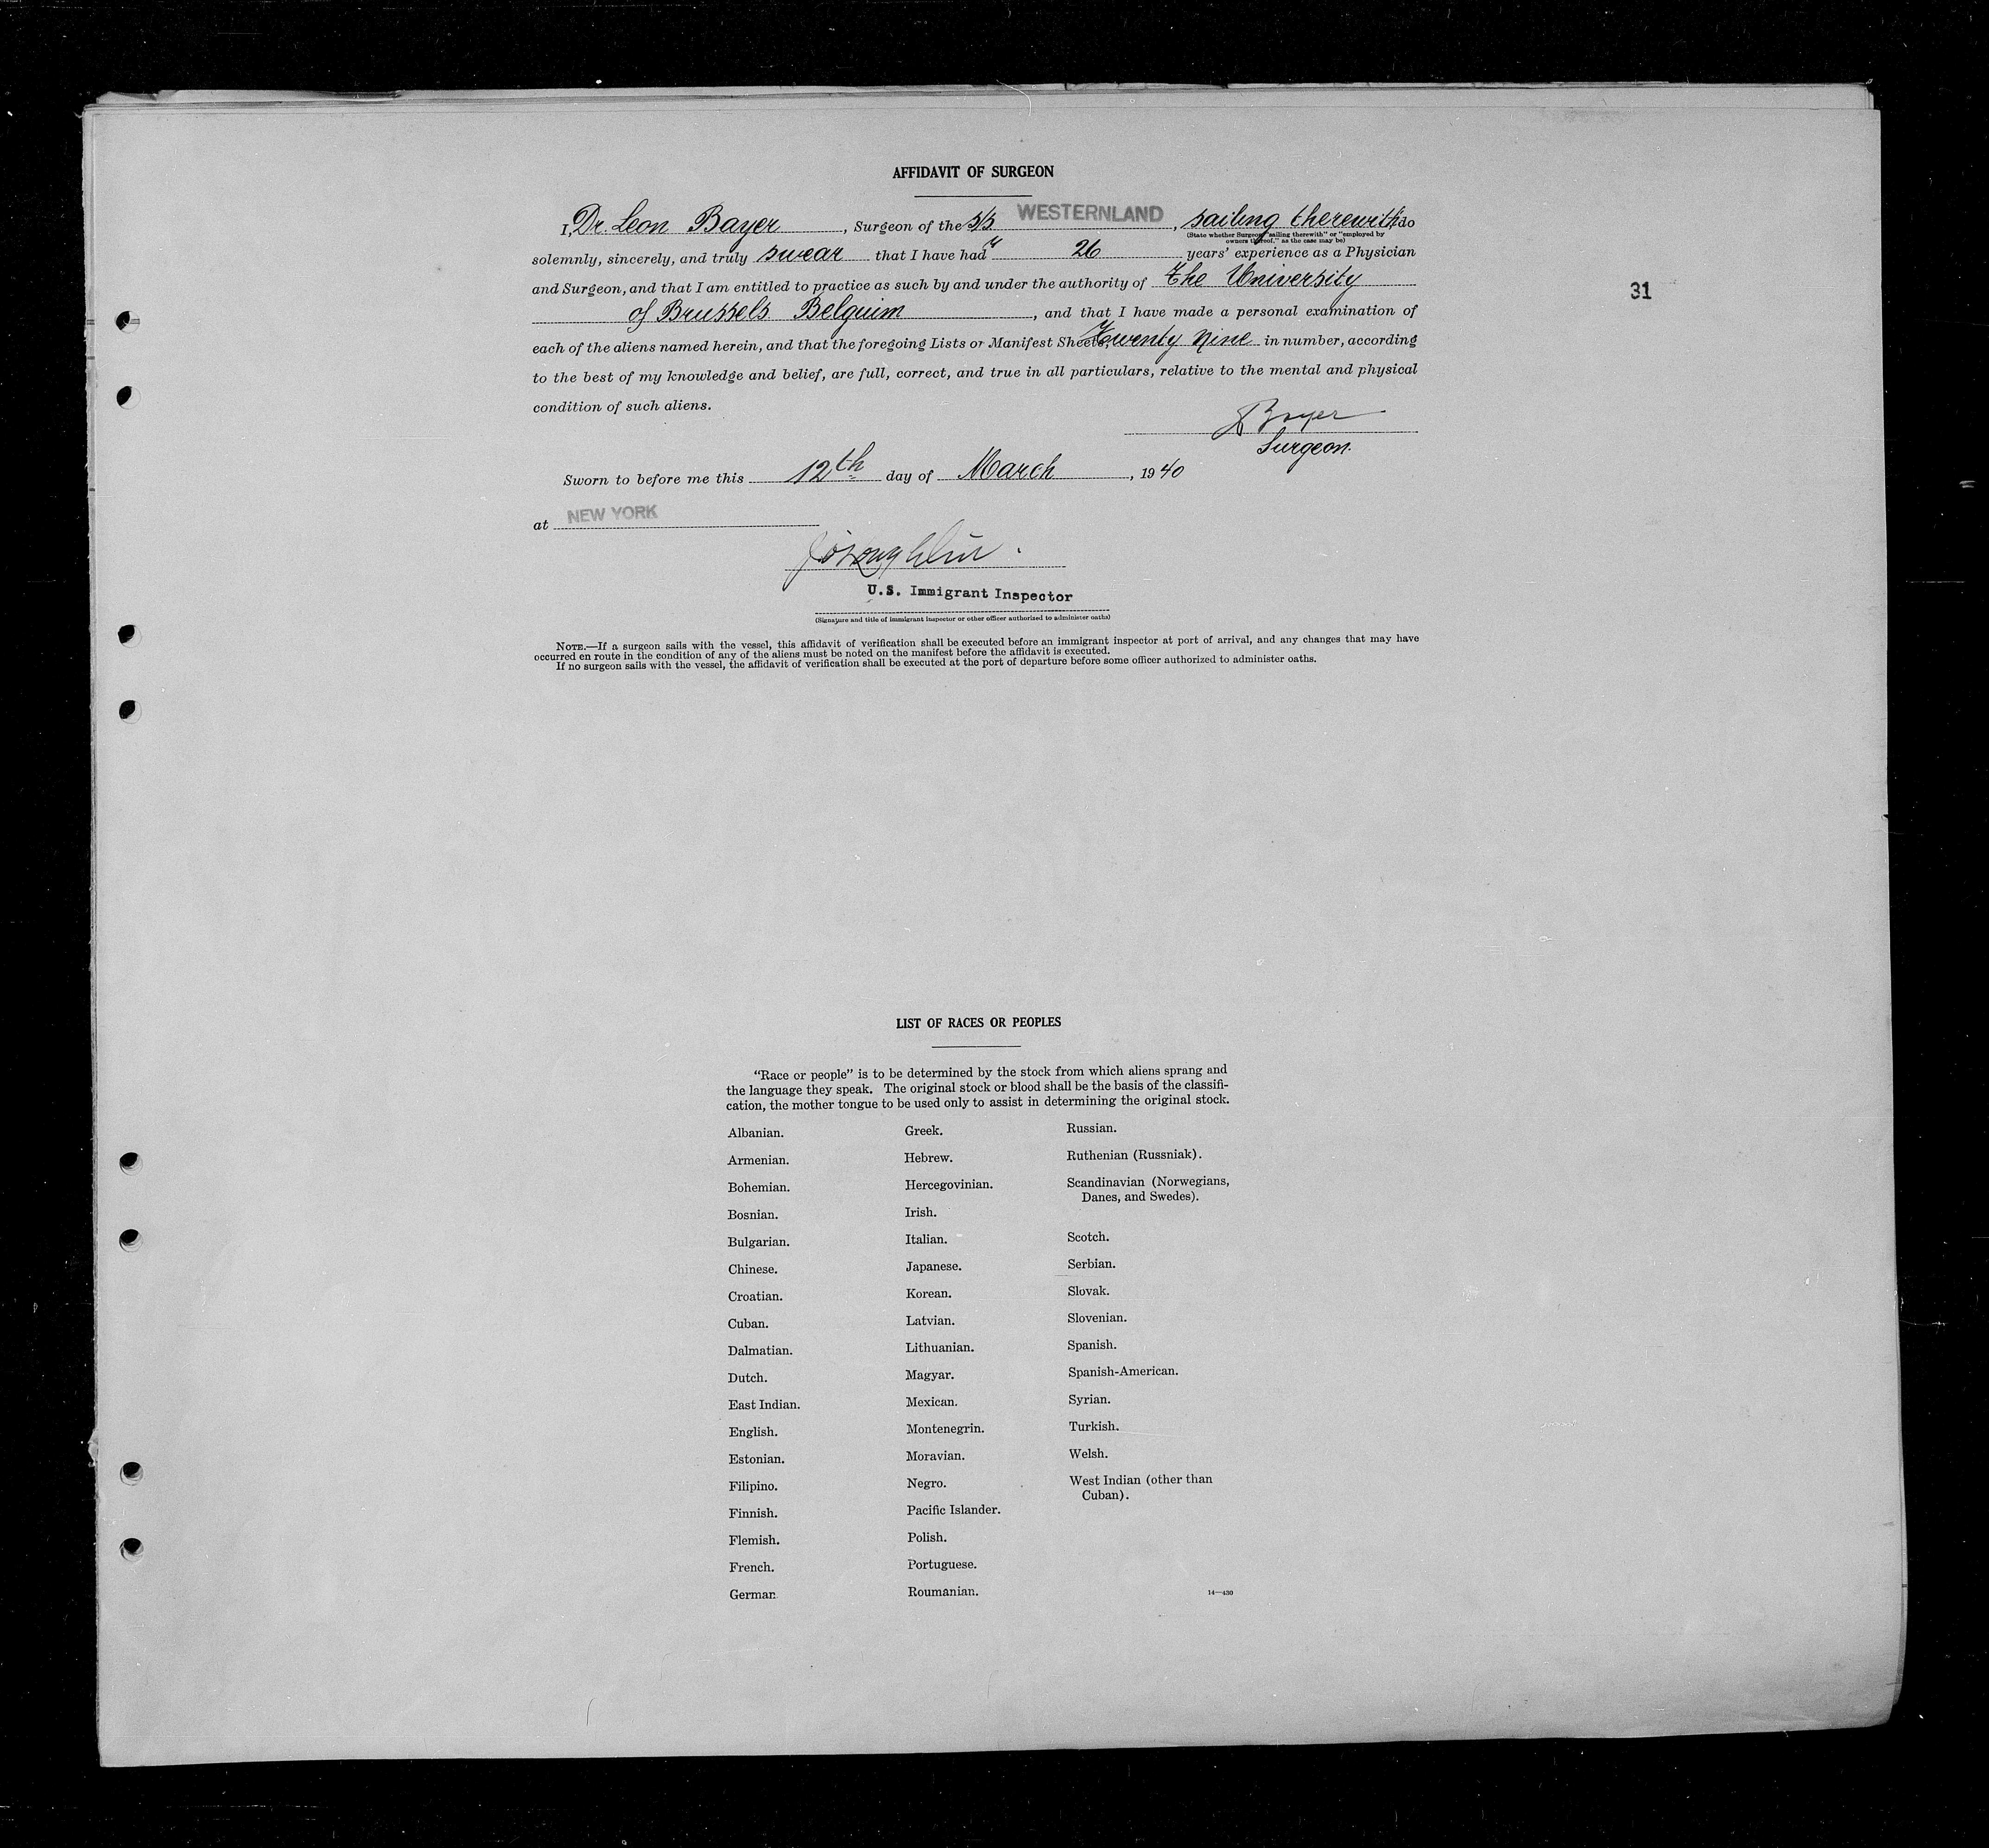 AFFIDAVIT OF SURGEON
I, Dr. Leon Bayer, Surgeon of the S/S WESTERNLAND, sailing therewith, do
(State whether Surgeon "sailing therewith" or "employed by
owners thereof," as the case may be)
solemnly, sincerely, and truly swear that I have had 26 years' experience as a Physician
and Surgeon, and that I am entitled to practice as such by and under the authority of the University
of Brussels Belguim, and that I have made a personal examination of
31
each of the aliens named herein, and that the foregoing Lists or Manifest Sheets, twenty nine in number, according
to the best of my knowledge and belief, are full, correct, and true in all particulars, relative to the mental and physical
condition of such aliens.
Bayer
Surgeon.
Sworn to before me this 12th day of March, 1940
at NEW YORK
U.S. Immigrant Inspector
(Signature and title of immigrant inspector or other officer authorized to administer oaths)
NOTE.—If a surgeon sails with the vessel, this affidavit of verification shall be executed before an immigrant inspector at port of arrival, and any changes that may have
occurred en route in the condition of any of the aliens must be noted on the manifest before the affidavit is executed.
If no surgeon sails with the vessel, the affidavit of verification shall be executed at the port of departure before some officer authorized to administer oaths.
LIST OF RACES OR PEOPLES
"Race or people" is to be determined by the stock from which aliens sprang and
the language they speak. The original stock or blood shall be the basis of the classifi-
cation, the mother tongue to be used only to assist in determining the original stock.
Albanian.
Armenian.
Bohemian.
Bosnian.
Bulgarian.
Chinese.
Croatian.
Cuban.
Dalmatian.
Dutch.
East Indian.
English.
Estonian.
Filipino.
Finnish.
Flemish.
French.
German
Greek.
Hebrew.
Hercegovinian.
Irish.
Italian.
Japanese.
Korean.
Latvian.
Lithuanian.
Magyar.
Mexican.
Montenegrin.
Moravian.
Negro.
Pacific Islander.
Polish.
Portuguese.
Roumanian.
Russian.
Ruthenian (Russniak).
Scandinavian (Norwegians,
Danes, and Swedes).
Scotch.
Serbian.
Slovak.
Slovenian.
Spanish.
Spanish-American.
Syrian.
Turkish.
Welsh.
West Indian (other than
Cuban).
14—430